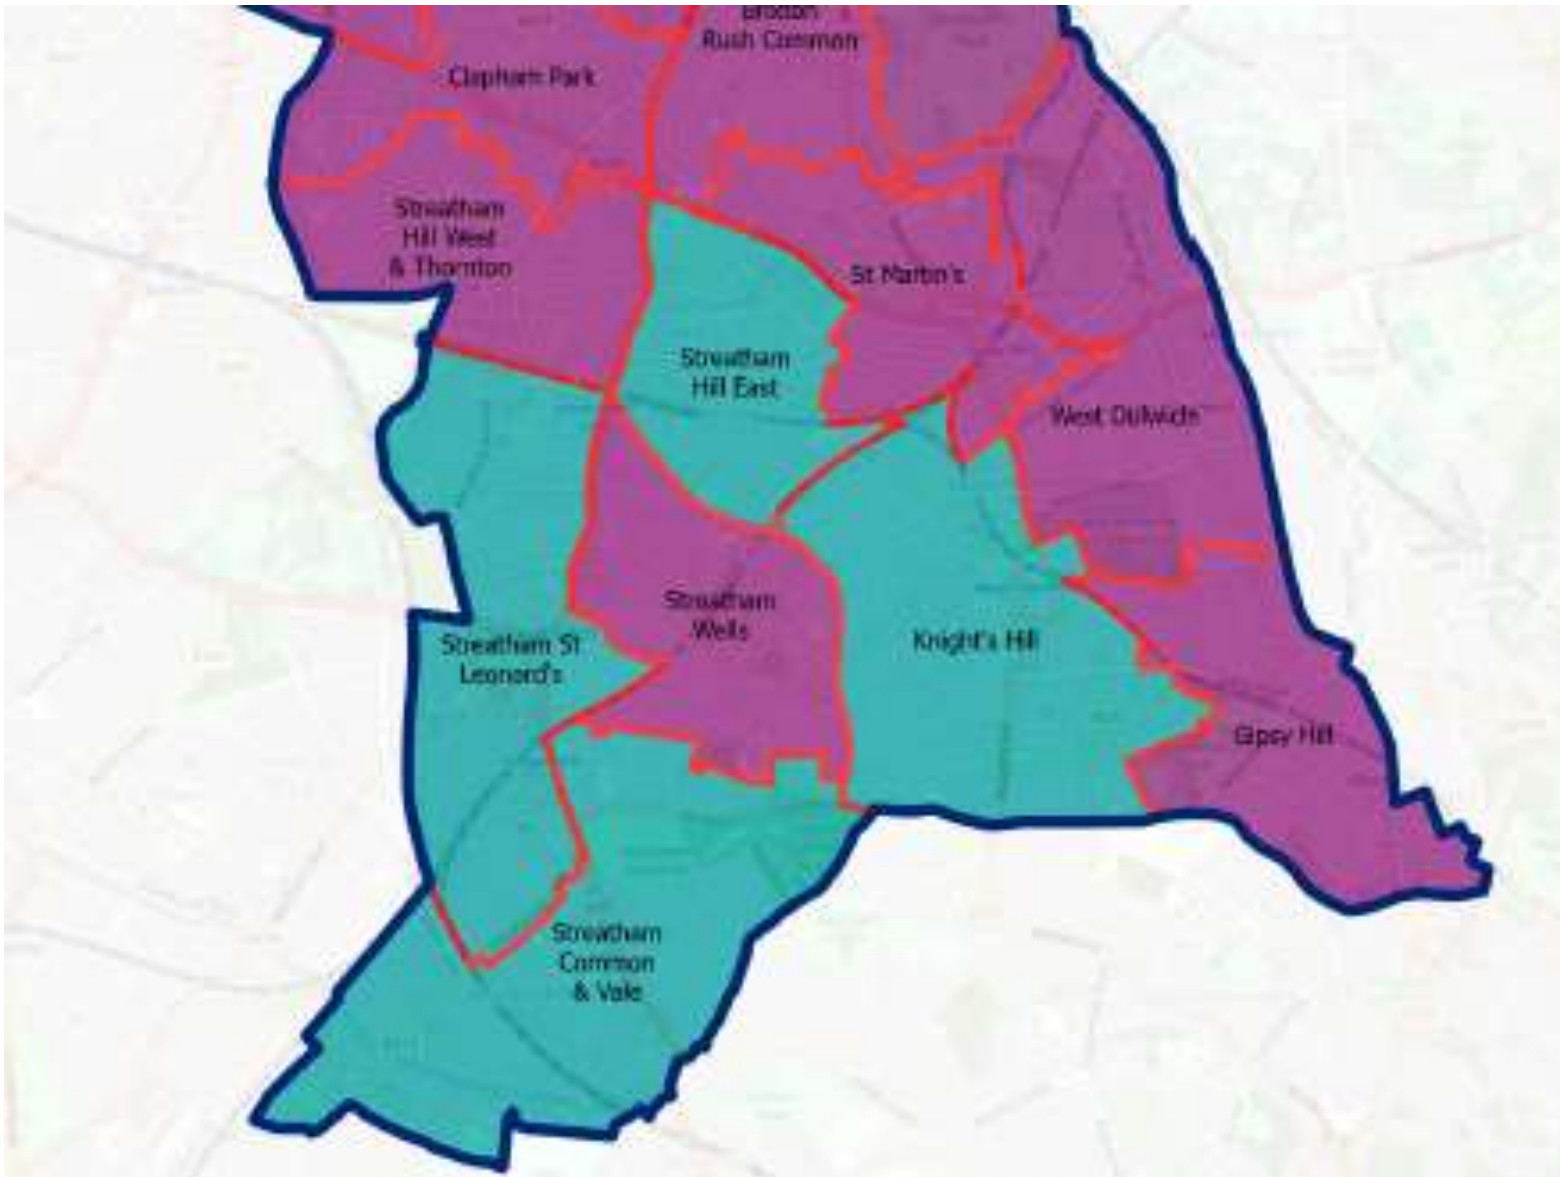 Rush Common
Clapham Park
Streatham
Hill West
& Thornton
St Martin's
Streatham
Hill East
West Dulwich
Streatham
Wells
Knight's Hill
Streatham St
Leonard's
Gipsy Hill
Streatham
Common
& Vale